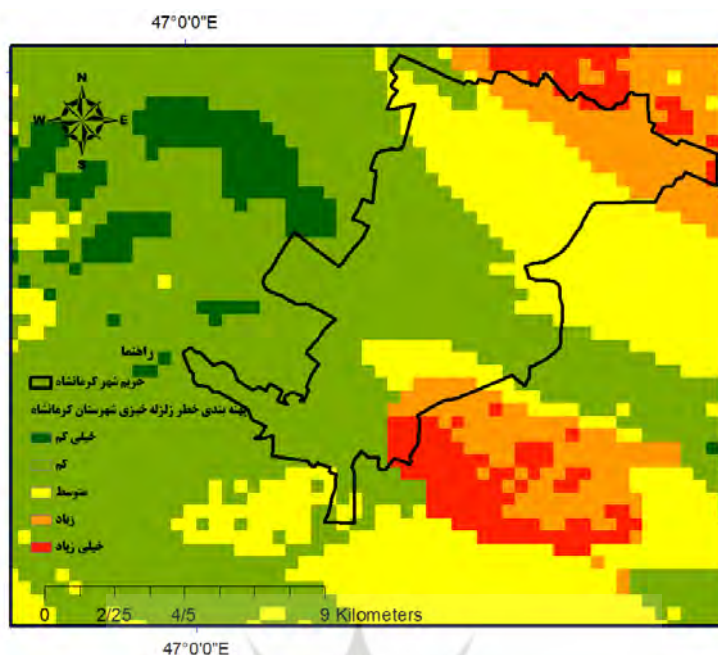 47°0'0"E
N
W E
S
راهنما
حریم شهر کرمانشاه
پهنه بندی خطر زلزله خیزی شهرستان کرمانشاه
خیلی کم
کم
متوسط
زیاد
خیلی زیاد
0 2/25 4/5 9 Kilometers
47°0'0"E